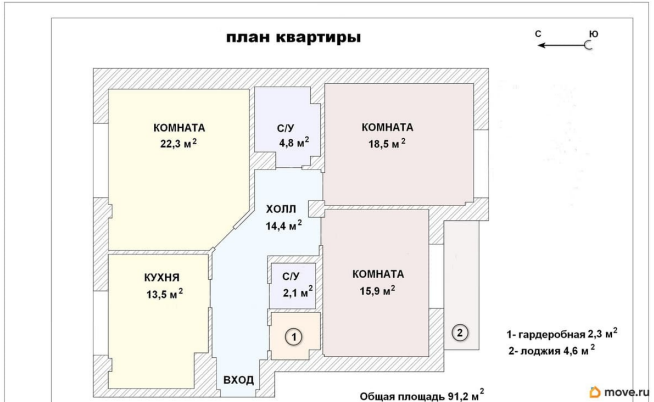 план квартиры
С Ю
КОМНАТА
22,3 м²
С/У
4,8 м²
КОМНАТА
18,5 м²
ХОЛЛ
14,4 м²
КУХНЯ
13,5 м²
С/У
2,1 м²
КОМНАТА
15,9 м²
1
2
1- гардеробная 2,3 м²
2- лоджия 4,6 м²
ВХОД
Общая площадь 91,2 м²
move.ru